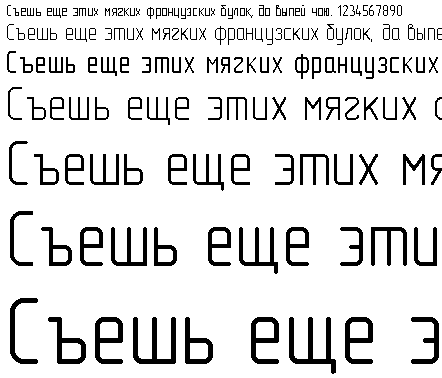 Съешь еще этих мягких французских булок, да выпей чаю. 1234567890
Съешь еще этих мягких французских булок, да выпе
Съешь еще этих мягких французских
Съешь еще этих мягких
Съешь еще этих мя
Съешь еще эти
Съешь еще э